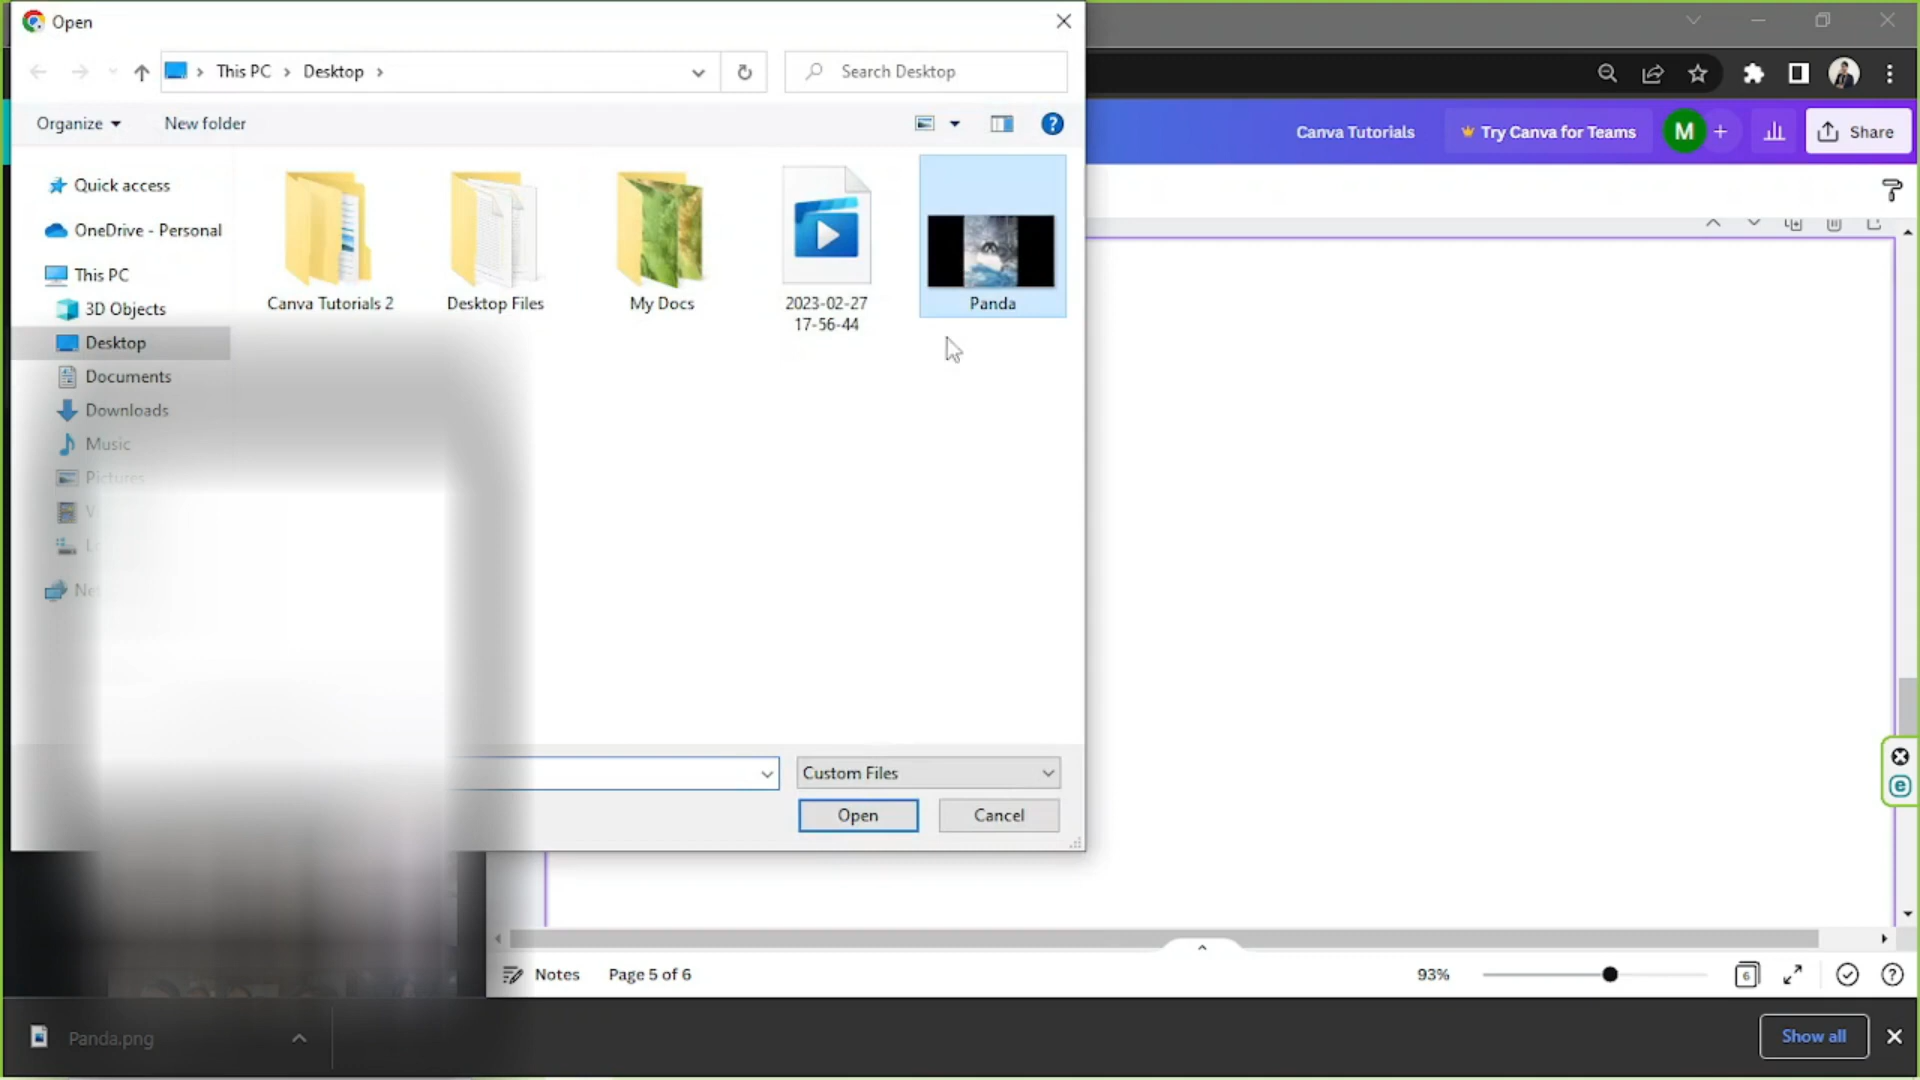 Open
This PC
Desktop
Search Desktop
Organize
New folder
Canva Tutorials
Try Canva for Teams
M
Share
Quick access
OneDrive - Personal
This PC
3D Objects
Desktop
Documents
Downloads
Music
Pictures
Canva Tutorials 2
Desktop Files
My Docs
2023-02-27
17-56-44
Panda
Custom Files
Open
Cancel
Notes
Page 5 of 6
93%
6
Panda.png
Show all